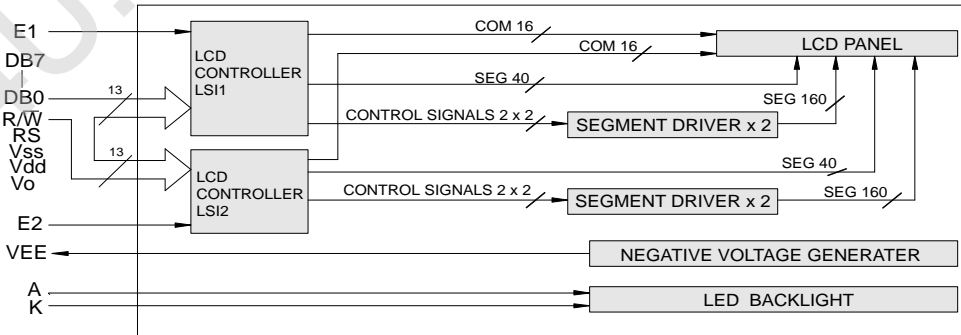 E1
DB7
DB0
R/W
RS
Vss
Vdd
Vo
E2
VEE
A
K
13
13
LCD
CONTROLLER
LSI1
LCD
CONTROLLER
LSI2
COM 16
COM 16
SEG 40
CONTROL SIGNALS 2 x 2
SEGMENT DRIVER x 2
SEG 160
LCD PANEL
SEG 40
CONTROL SIGNALS 2 x 2
SEGMENT DRIVER x 2
SEG 160
NEGATIVE VOLTAGE GENERATER
LED BACKLIGHT